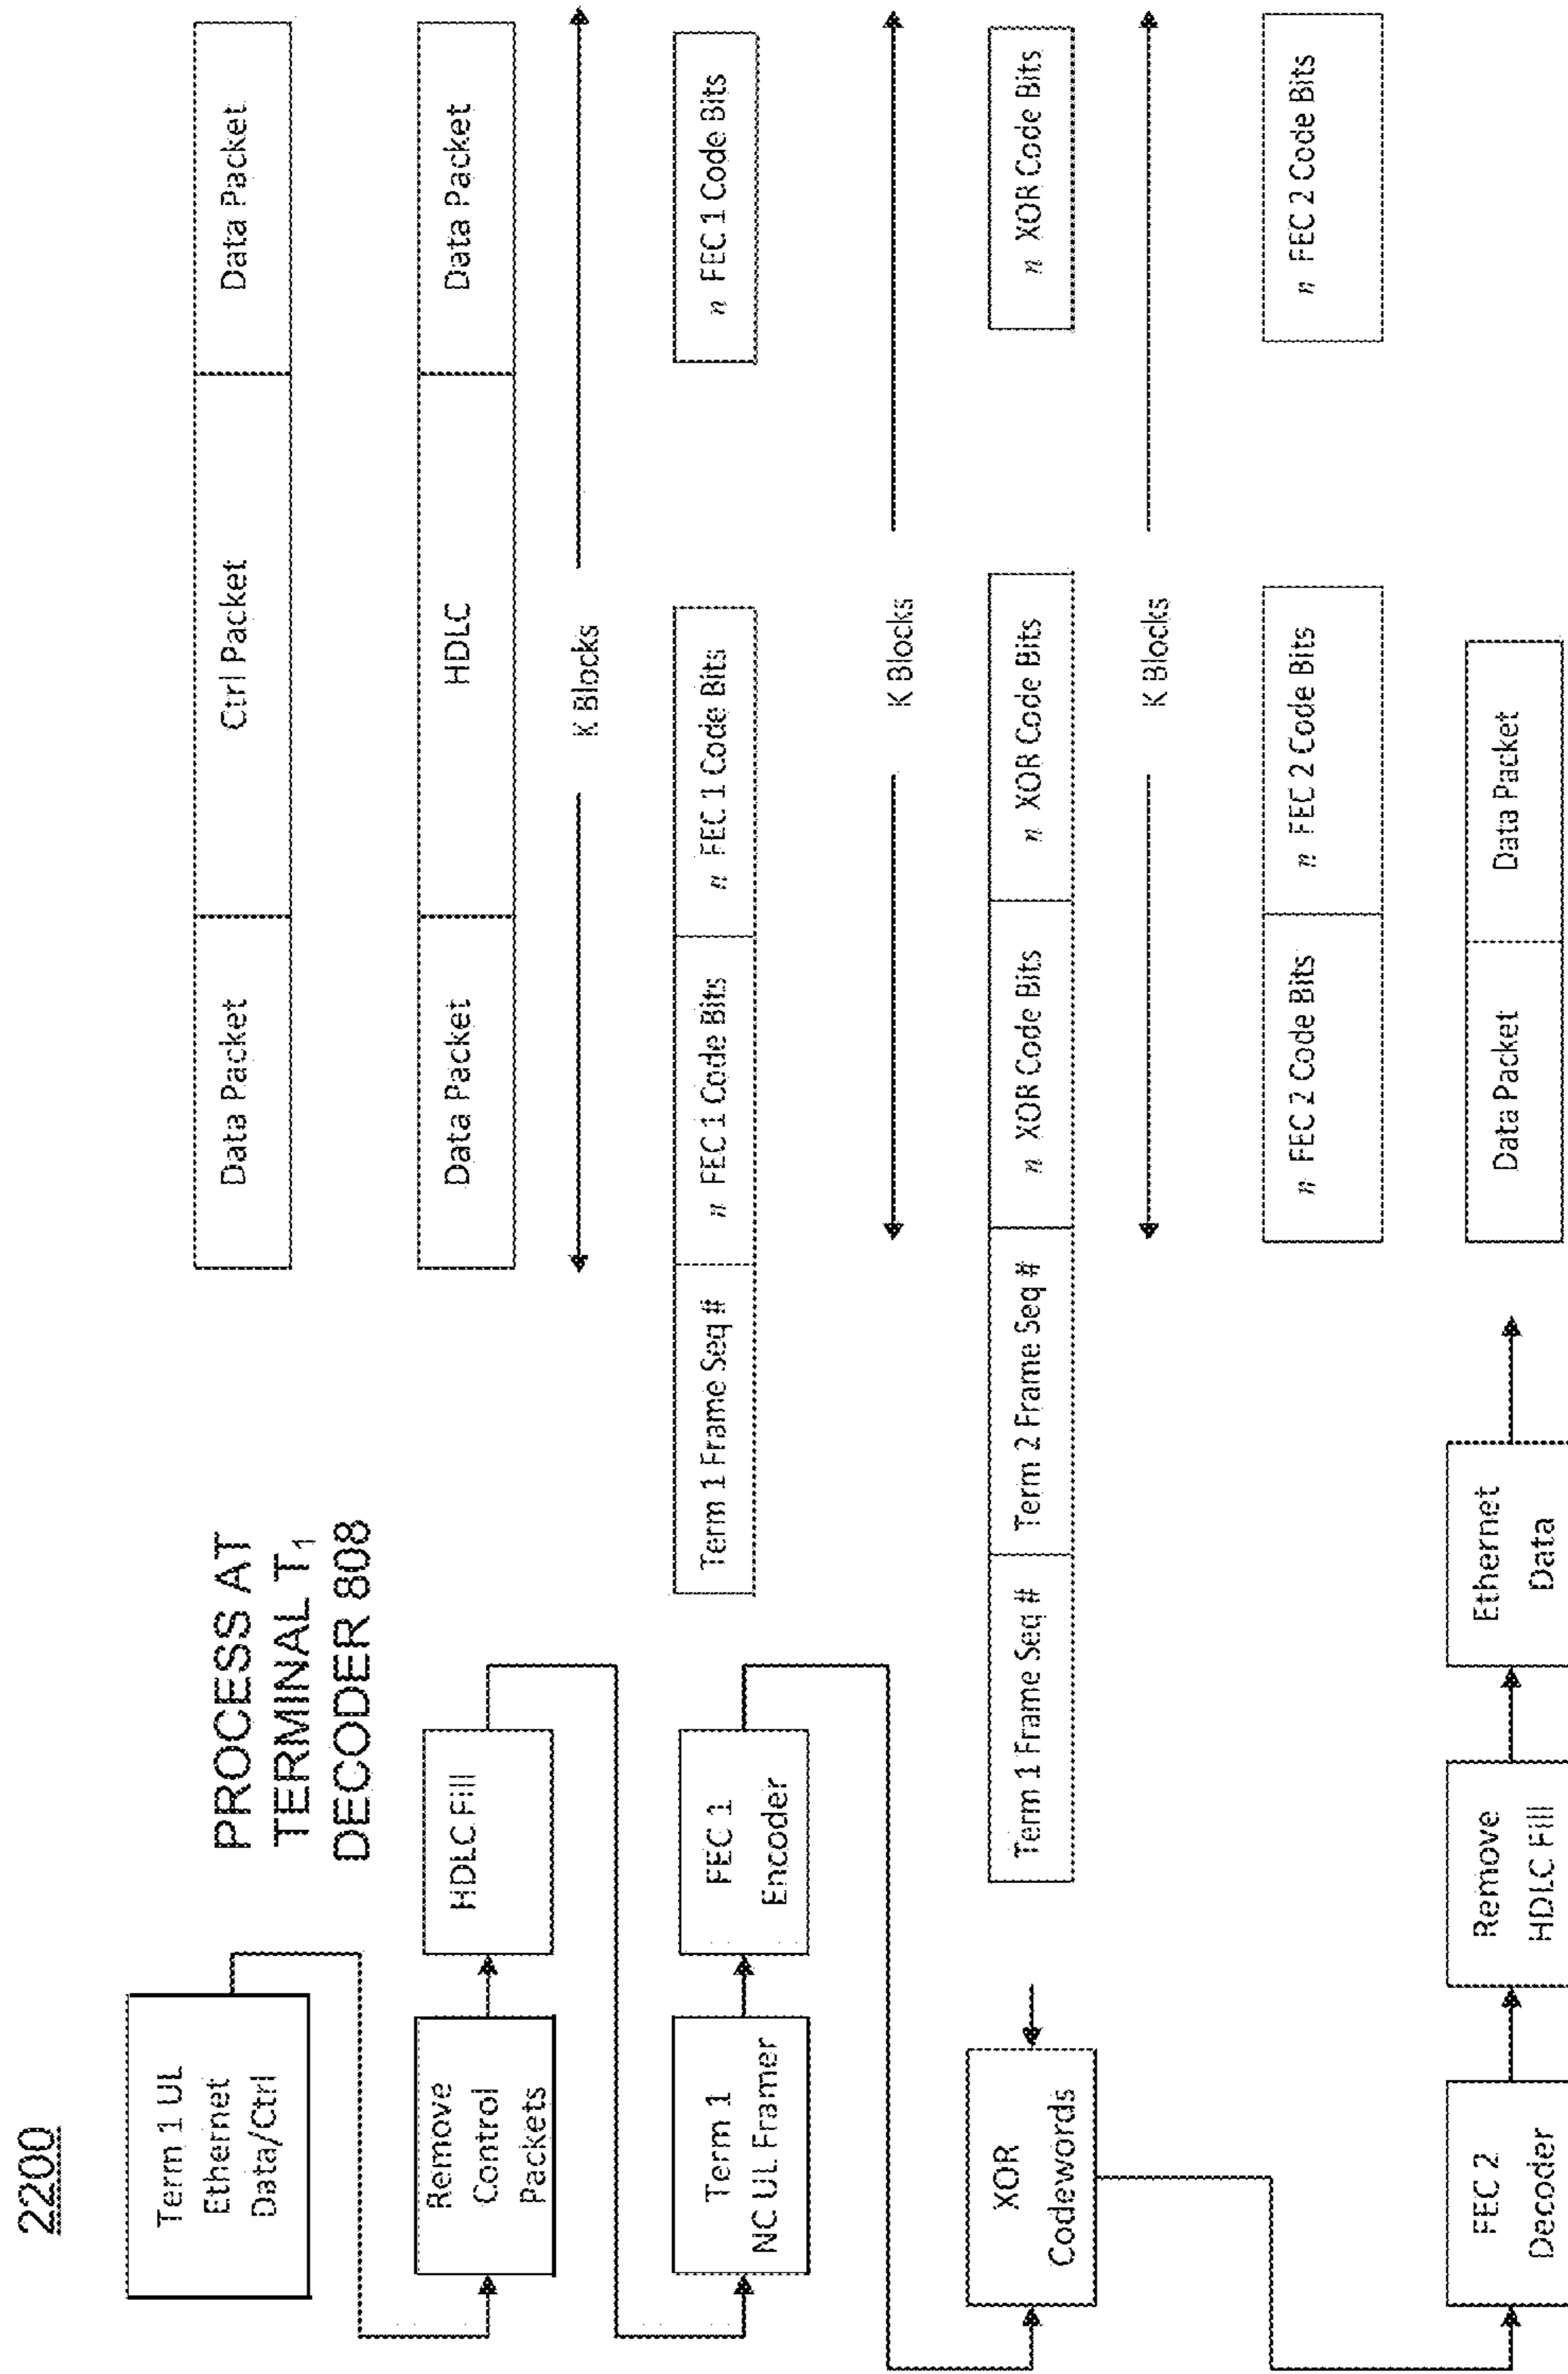 2200
PROCESS AT
TERMINAL T₁
DECODER 808
Term 1 UL
Ethernet
Data/Ctrl
Data Packet
Ctrl Packet
Data Packet
Remove
Control
Packets
HDLC Fill
Data Packet
HDLC
Data Packet
K Blocks
Term 1
NC UL Framer
FEC 1
Encoder
Term 1 Frame Seq #
n FEC 1 Code Bits
n FEC 1 Code Bits
n FEC 1 Code Bits
K Blocks
XOR
Codewords
Term 1 Frame Seq #
Term 2 Frame Seq #
n XOR Code Bits
n XOR Code Bits
n XOR Code Bits
K Blocks
n FEC 2 Code Bits
n FEC 2 Code Bits
n FEC 2 Code Bits
FEC 2
Decoder
Remove
HDLC Fill
Ethernet
Data
Data Packet
Data Packet